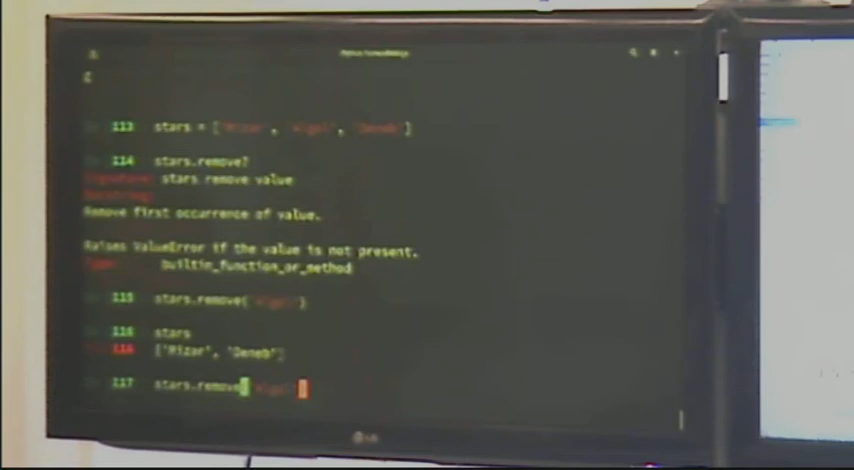 113 stars = ['Mizar', 'Algol', 'Deneb']
114 stars.remove?
Signature: stars.remove value
Docstring:
Remove first occurrence of value.
Raises ValueError if the value is not present.
Type: builtin_function_or_method
115 stars.remove('Algol')
116 stars
116 ['Mizar', 'Deneb']
117 stars.remove('Algol')
LG